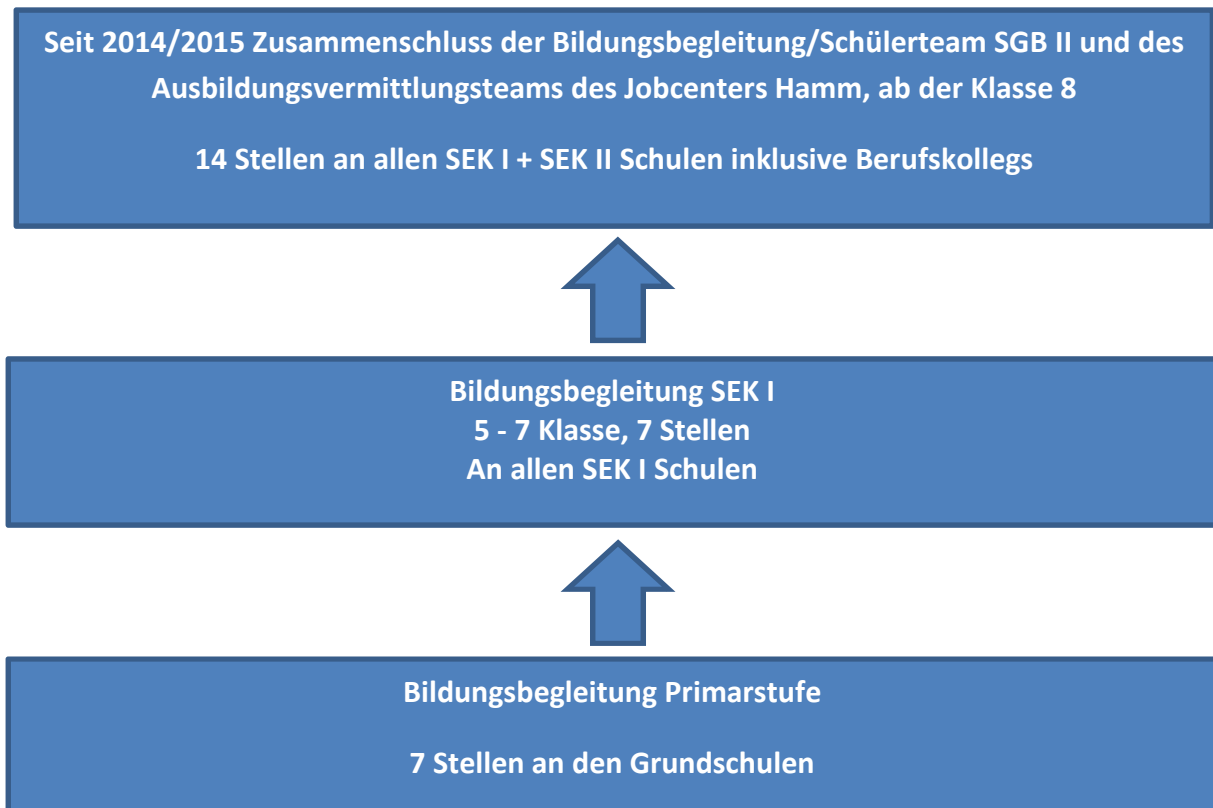 Seit 2014/2015 Zusammenschluss der Bildungsbegleitung/Schülerteam SGB II und des
Ausbildungsvermittlungsteams des Jobcenters Hamm, ab der Klasse 8
14 Stellen an allen SEK I + SEK II Schulen inklusive Berufskollegs
Bildungsbegleitung SEK I
5 - 7 Klasse, 7 Stellen
An allen SEK I Schulen
Bildungsbegleitung Primarstufe
7 Stellen an den Grundschulen